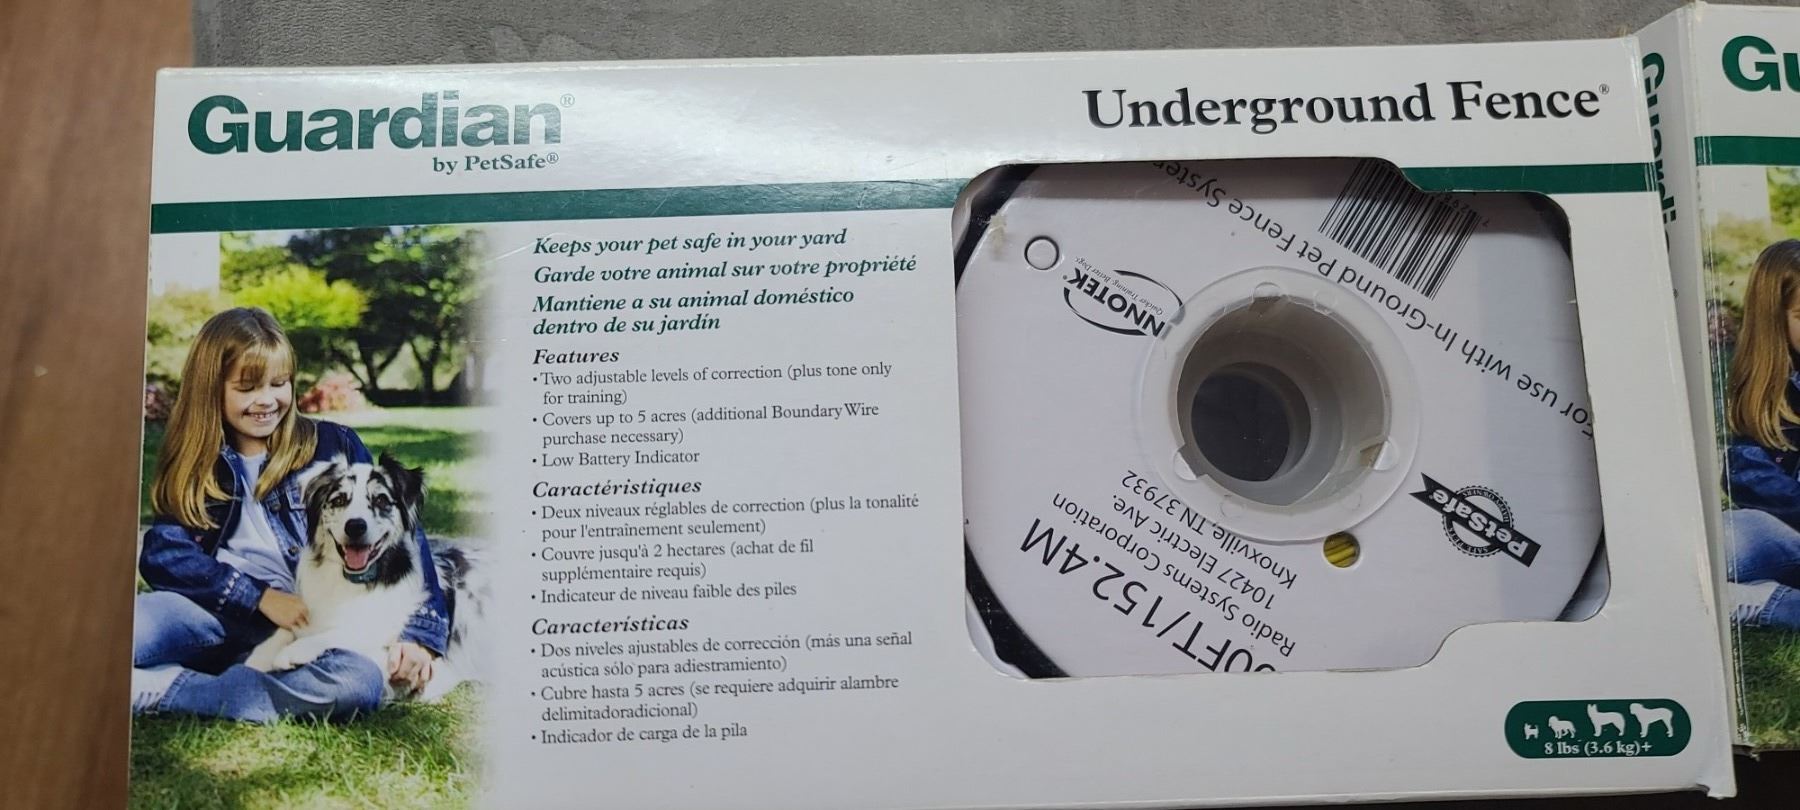 Guardian®
by PetSafe®
Underground Fence®
Keeps your pet safe in your yard
Garde votre animal sur votre propriété
Mantiene a su animal doméstico
dentro de su jardín
Features
• Two adjustable levels of correction (plus tone only
for training)
• Covers up to 5 acres (additional Boundary Wire
purchase necessary)
• Low Battery Indicator
Caractéristiques
• Deux niveaux réglables de correction (plus la tonalité
pour l'entraînement seulement)
• Couvre jusqu'à 2 hectares (achat de fil
supplémentaire requis)
• Indicateur de niveau faible des piles
Características
• Dos niveles ajustables de corrección (más una señal
acústica sólo para adiestramiento)
• Cubre hasta 5 acres (se requiere adquirir alambre
delimitadoradicional)
• Indicador de carga de la pila
For use with In-Ground Pet Fence System
INNOTEK®
Quicker Training, Better Dogs.
PetSafe®
0FT/152.4M
Radio Systems Corporation
10427 Electric Ave.
Knoxville, TN 37932
8 lbs (3.6 kg)+
Gu